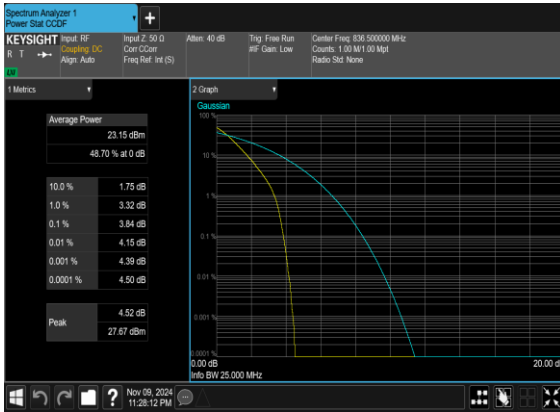 Spectrum Analyzer 1
Power Stat CCDF
+
KEYSIGHT Input: RF Input Z: 50 Ω Atten: 40 dB Trig: Free Run Center Freq: 836.500000 MHz
R T Coupling: DC Corr CCorr #IF Gain: Low Counts: 1.00 M/1.00 Mpt
Align: Auto Freq Ref: Int (S) Radio Std: None
1 Metrics
2 Graph
Average Power
23.15 dBm
48.70 % at 0 dB
10.0 % 1.75 dB
1.0 % 3.32 dB
0.1 % 3.84 dB
0.01 % 4.15 dB
0.001 % 4.39 dB
0.0001 % 4.50 dB
Peak
4.52 dB
27.67 dBm
Gaussian
100 %
10 %
1 %
0.1 %
0.01 %
0.001 %
0.0001 %
0.00 dB 20.00 d
Info BW 25.000 MHz
?
Nov 09, 2024
11:28:12 PM